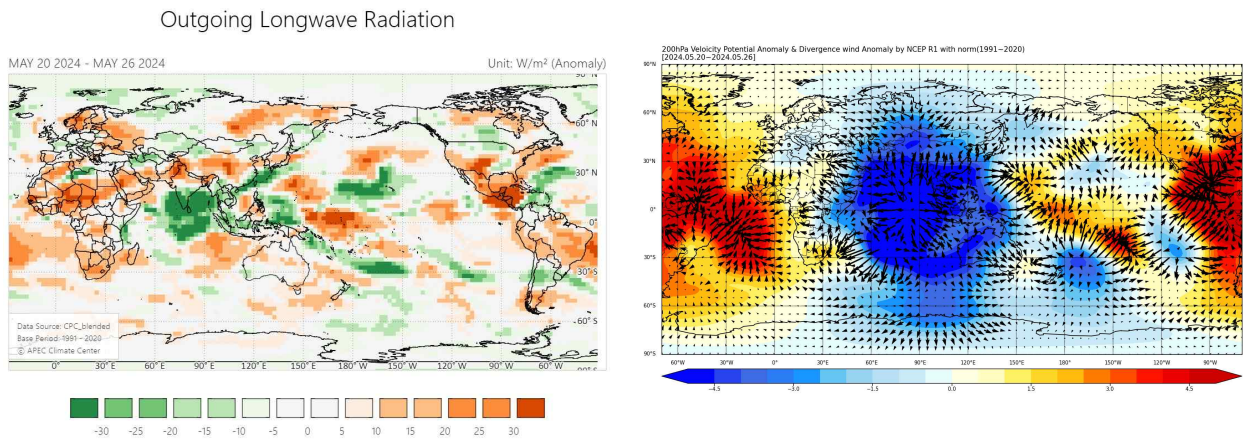 Outgoing Longwave Radiation
MAY 20 2024 - MAY 26 2024
Unit: W/m² (Anomaly)
90° N
60° N
30° N
0°
30° S
60° S
90° S
Data Source: CPC_blended
Base Period: 1991 - 2020
© APEC Climate Center
0° 30° E 60° E 90° E 120° E 150° E 180° 150° W 120° W 90° W 60° W
-30 -25 -20 -15 -10 -5 0 5 10 15 20 25 30
200hPa Veloicity Potential Anomaly & Divergence wind Anomaly by NCEP R1 with norm(1991~2020)
[2024.05.20~2024.05.26]
90°N
60°N
30°N
0°
30°S
60°S
90°S
60°W 30°W 0° 30°E 60°E 90°E 120°E 150°E 180° 150°W 120°W 90°W
-4.5 -3.0 -1.5 0.0 1.5 3.0 4.5